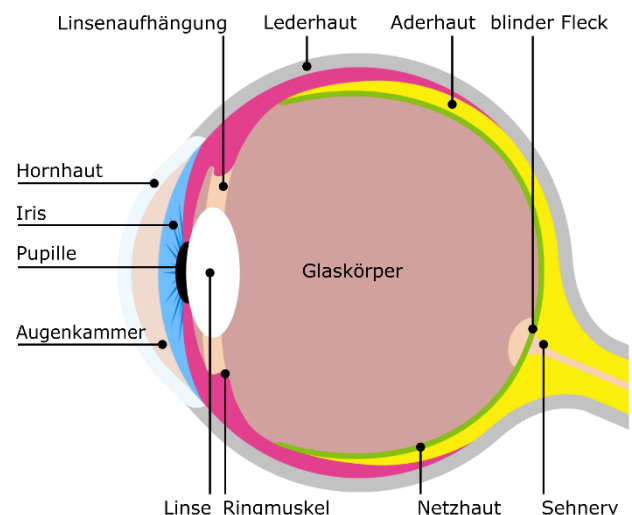 Linsenaufhängung
Lederhaut
Aderhaut
blinder Fleck
Hornhaut
Iris
Pupille
Augenkammer
Glaskörper
Linse
Ringmuskel
Netzhaut
Sehnerv